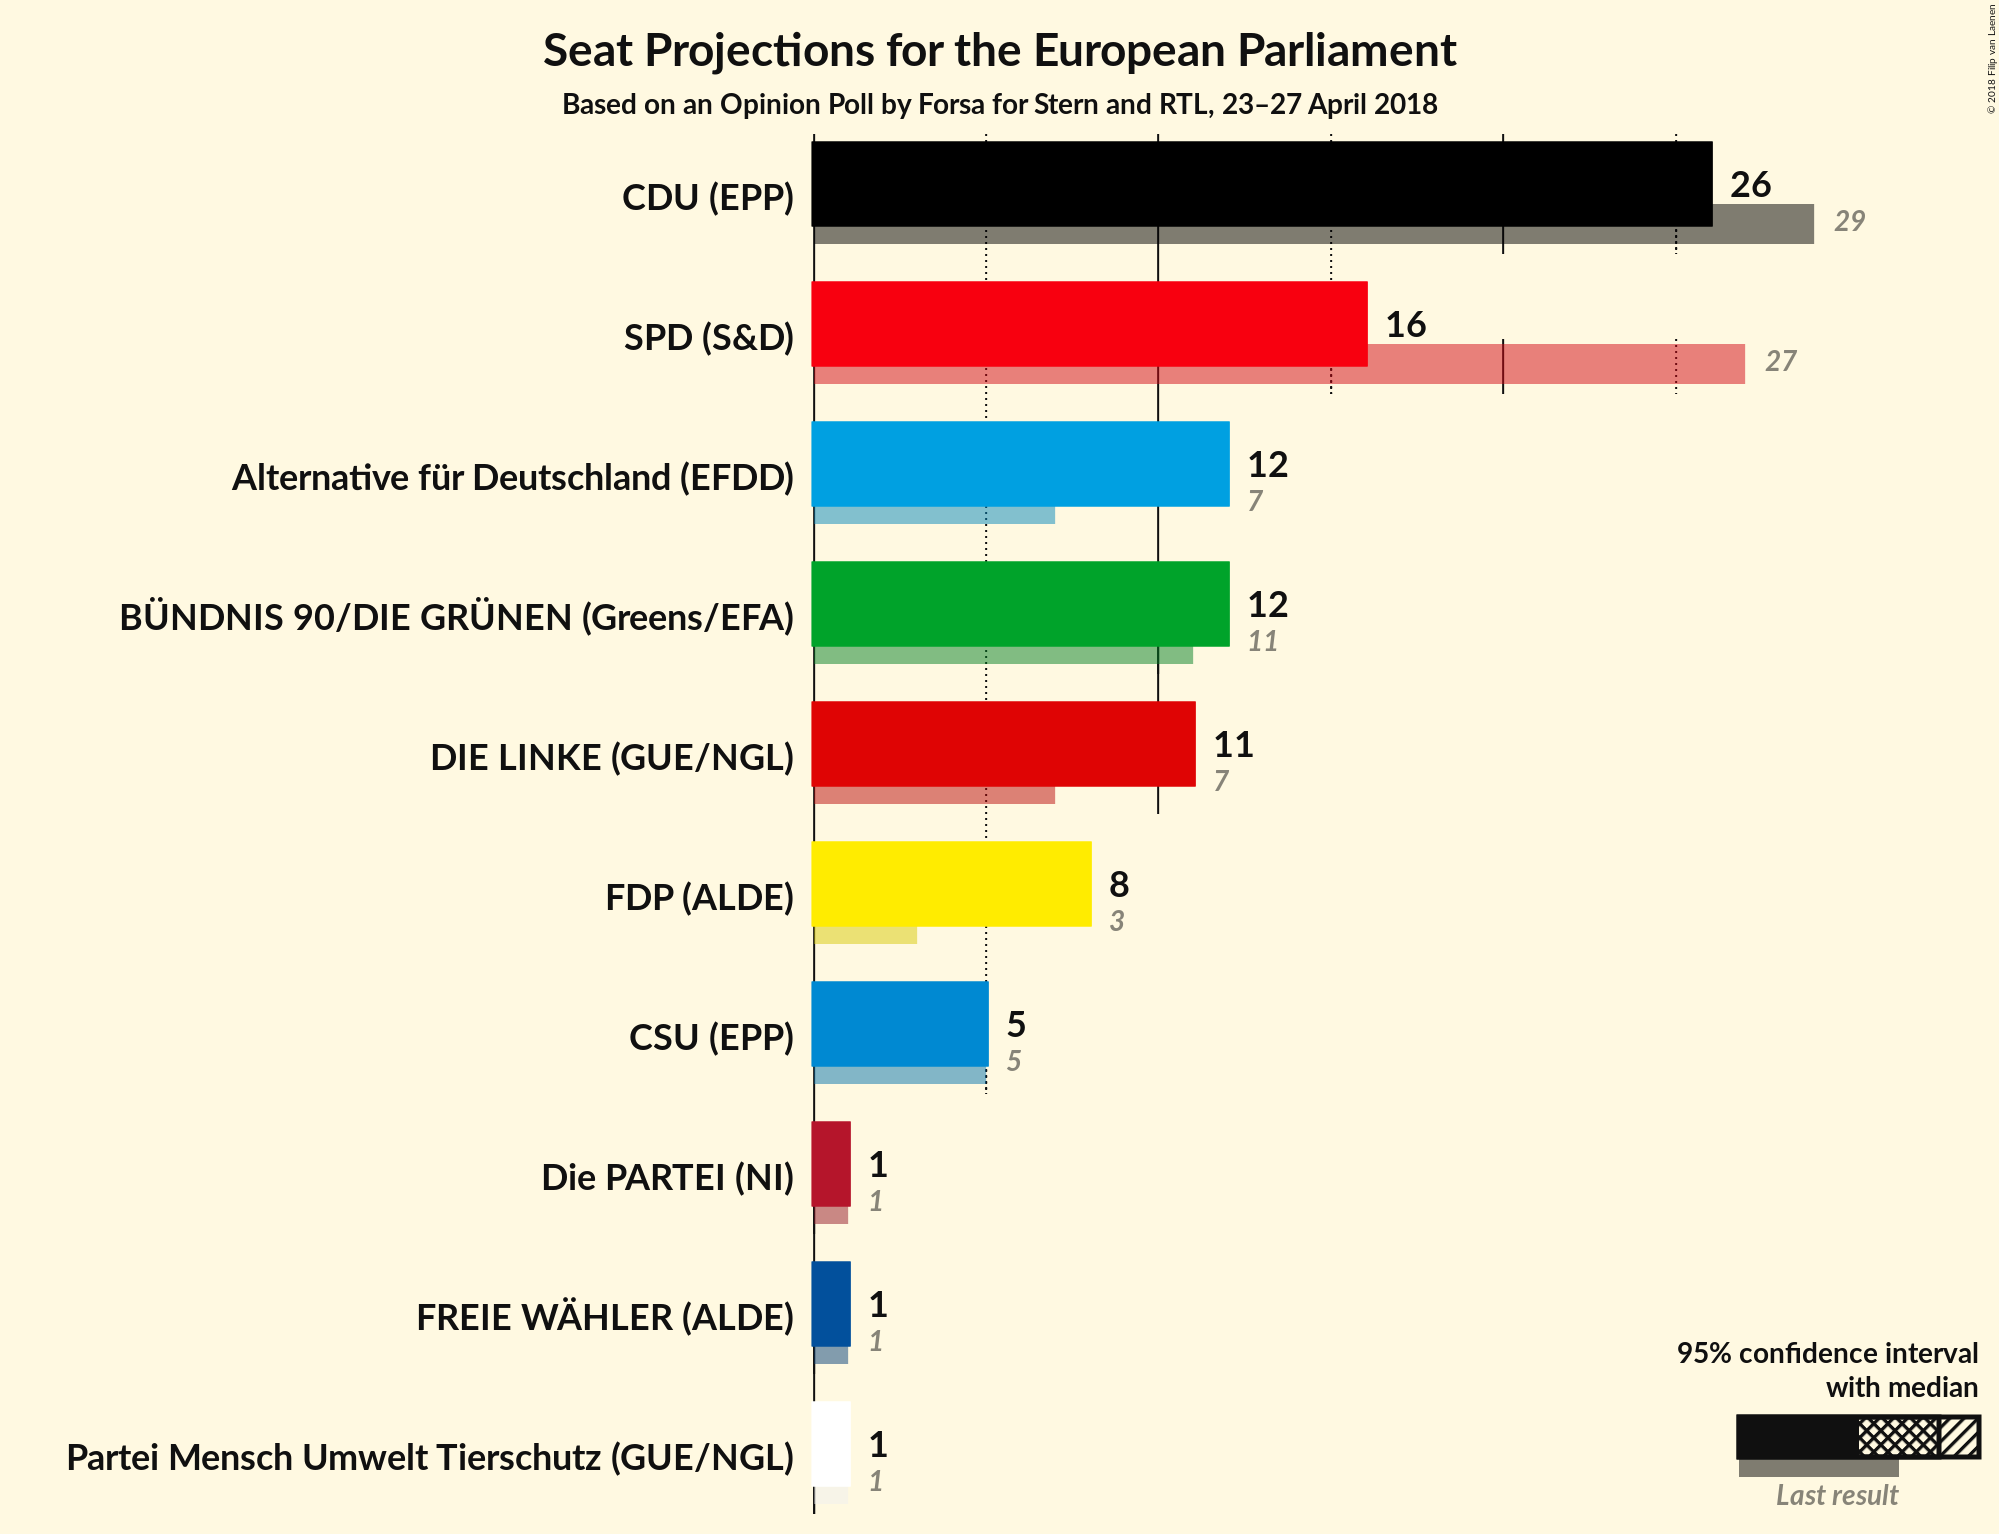 Seat Projections for the European Parliament
Based on an Opinion Poll by Forsa for Stern and RTL, 23–27 April 2018
© 2018 Filip van Laenen
CDU (EPP)
26
29
SPD (S&D)
16
27
Alternative für Deutschland (EFDD)
12
7
BÜNDNIS 90/DIE GRÜNEN (Greens/EFA)
12
11
DIE LINKE (GUE/NGL)
11
7
FDP (ALDE)
8
3
CSU (EPP)
5
5
Die PARTEI (NI)
1
1
FREIE WÄHLER (ALDE)
1
1
Partei Mensch Umwelt Tierschutz (GUE/NGL)
1
1
95% confidence interval
with median
Last result